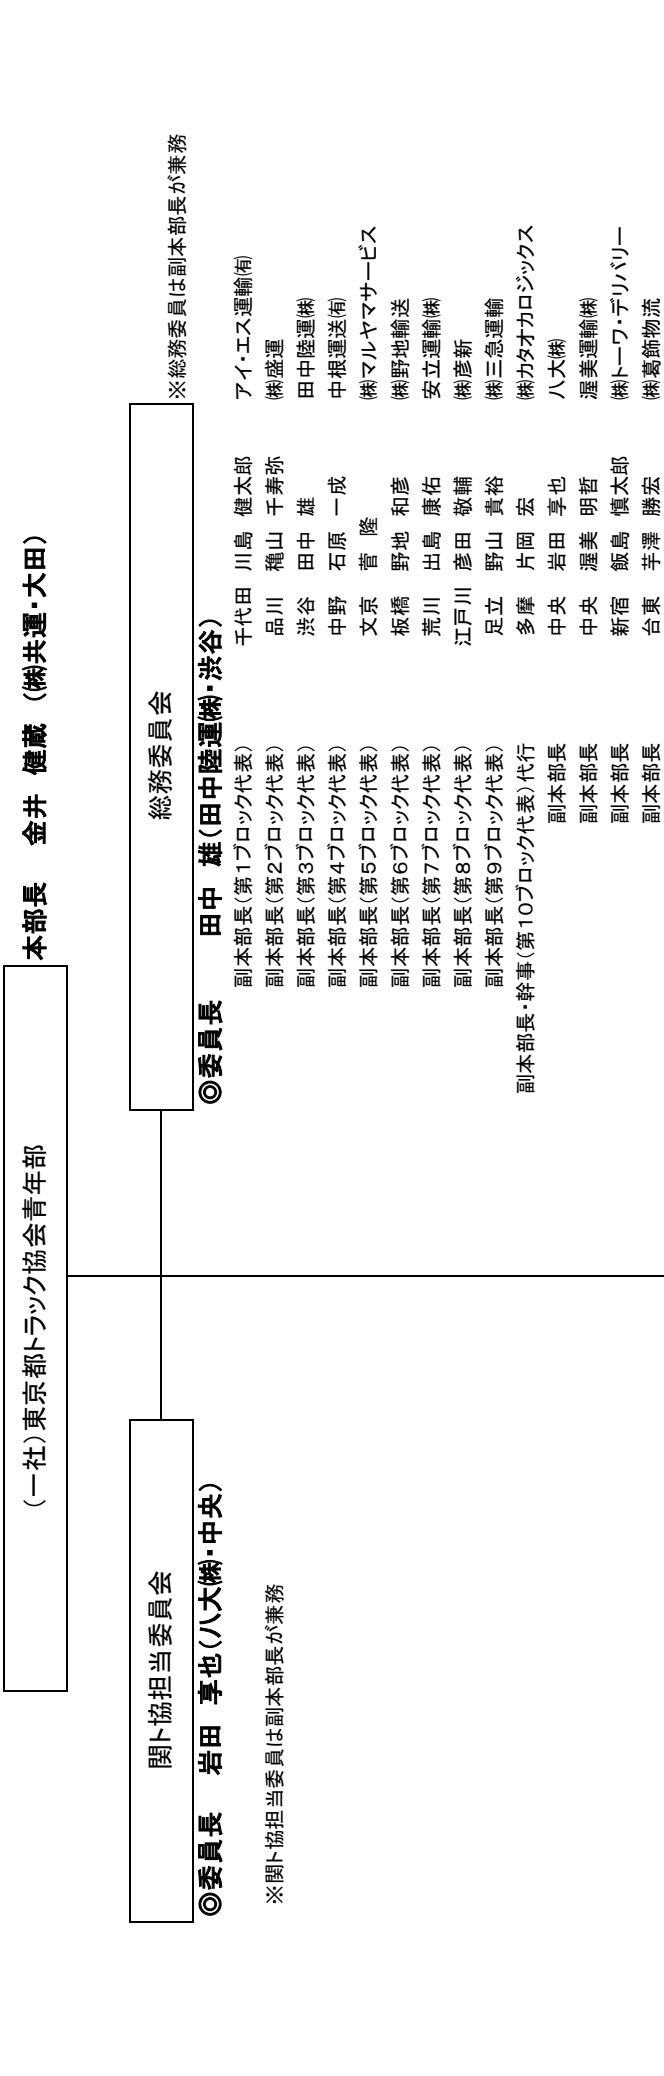 （一社）東京都トラック協会青年部
本部長　金井　健蔵　（㈱共運・大田）
関ト協担当委員会
◎委員長　岩田　享也（八大㈱・中央）
※関ト協担当委員は副本部長が兼務
総務委員会
※総務委員は副本部長が兼務
◎委員長　田中　雄（田中陸運㈱・渋谷）
副本部長（第1ブロック代表）　千代田　川島　健太郎　アイ・エス運輸㈲
副本部長（第2ブロック代表）　品川　穐山　千寿弥　㈱盛運
副本部長（第3ブロック代表）　渋谷　田中　雄　田中陸運㈱
副本部長（第4ブロック代表）　中野　石原　一成　中根運送㈲
副本部長（第5ブロック代表）　文京　菅　隆　㈱マルヤマサービス
副本部長（第6ブロック代表）　板橋　野地　和彦　㈱野地輸送
副本部長（第7ブロック代表）　荒川　出島　康佑　安立運輸㈱
副本部長（第8ブロック代表）　江戸川　彦田　敬輔　㈱彦新
副本部長（第9ブロック代表）　足立　野山　貴裕　㈱三急運輸
副本部長・幹事（第10ブロック代表）代行　多摩　片岡　宏　㈱カタオカロジックス
副本部長　中央　岩田　享也　八大㈱
副本部長　中央　渥美　明哲　渥美運輸㈱
副本部長　新宿　飯島　慎太郎　㈱トーワ・デリバリー
副本部長　台東　芋澤　勝宏　㈱葛飾物流